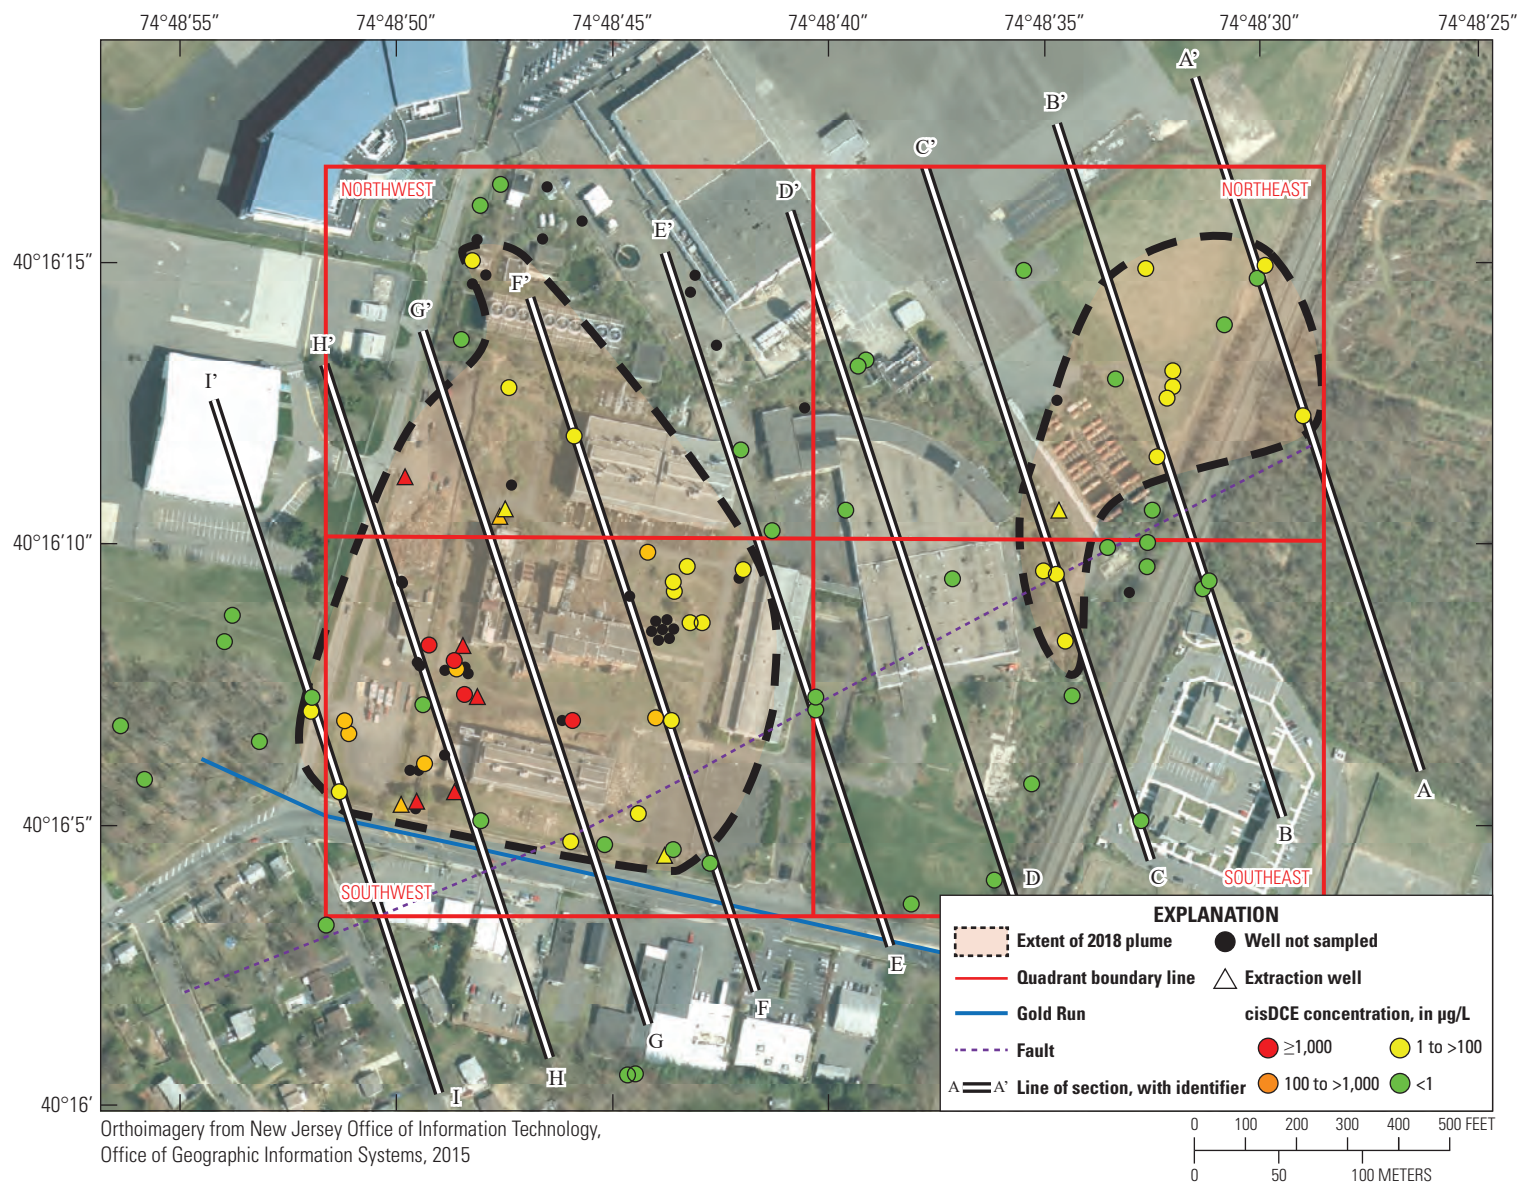 74°48’55” 74°48’50” 74°48’45” 74°48’40” 74°48’35” 74°48’30” 74°48’25”
A’
B’
C’
NORTHWEST
D’
NORTHEAST
E’
40°16’15”
F’
G’
H’
I’
40°16’10”
A
40°16’5”
B
C
D
SOUTHWEST
SOUTHEAST
E
F
G
H
I
40°16’
EXPLANATION
Extent of 2018 plume
Quadrant boundary line
Gold Run
Fault
A A’ Line of section, with identifier
Well not sampled
Extraction well
cisDCE concentration, in µg/L
≥1,000
1 to >100
100 to >1,000
<1
Orthoimagery from New Jersey Office of Information Technology,
Office of Geographic Information Systems, 2015
0 100 200 300 400 500 FEET
0 50 100 METERS